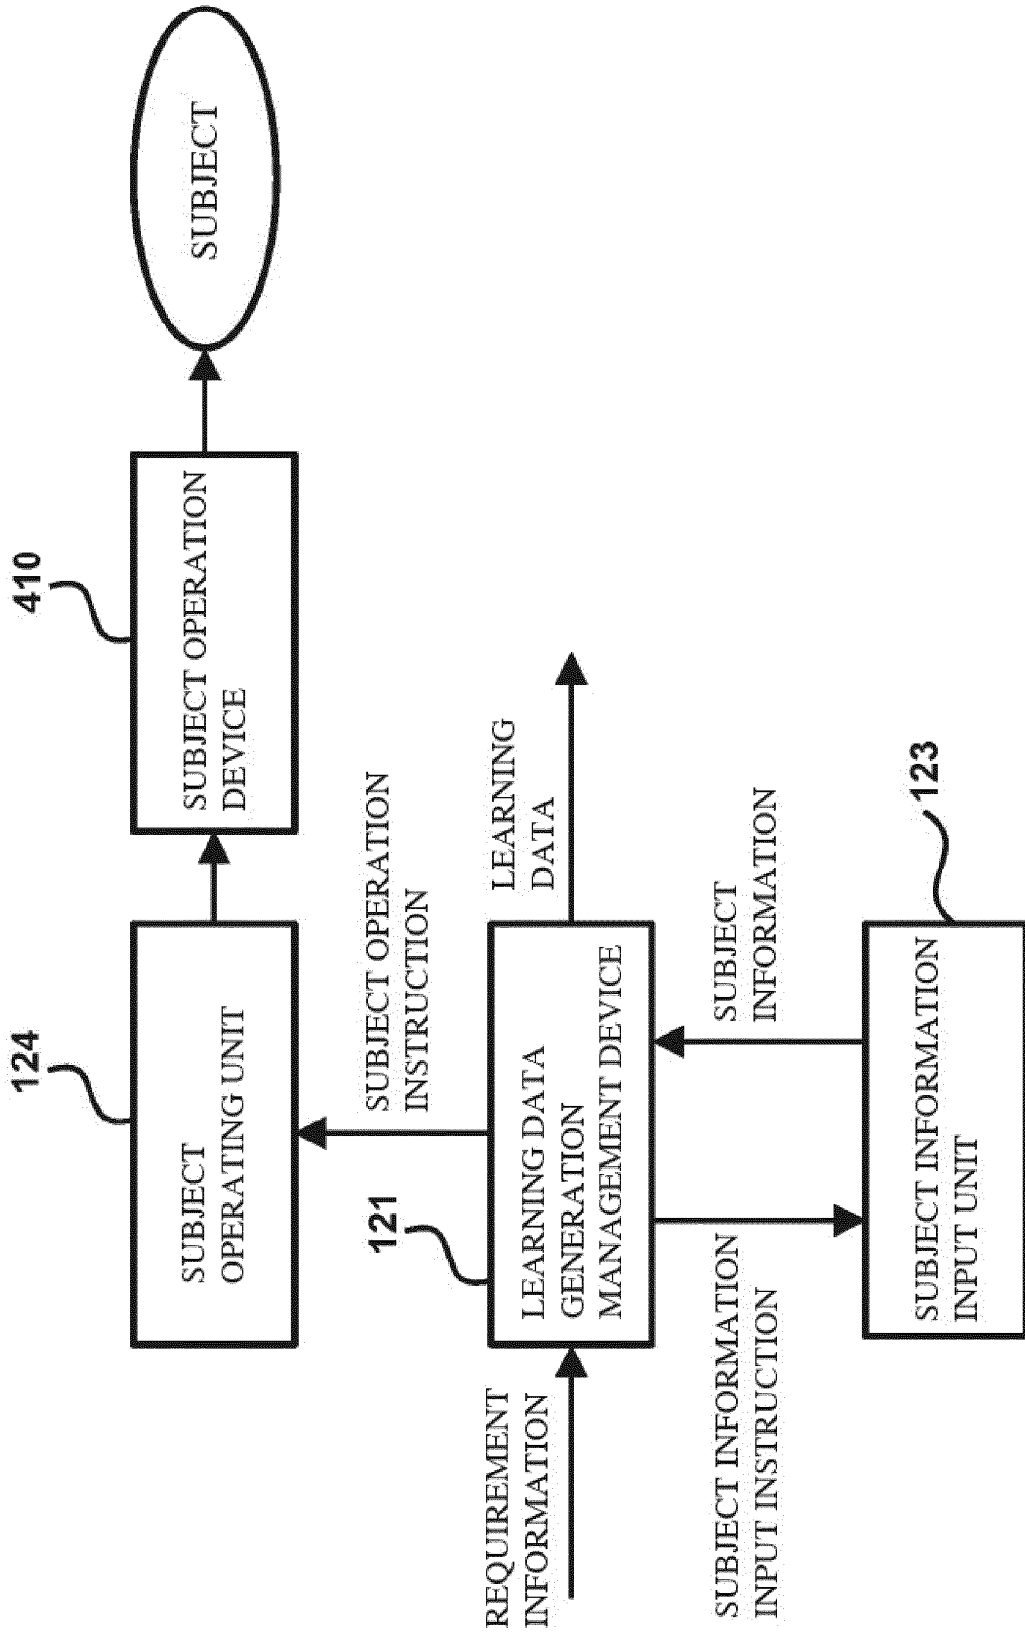 124
SUBJECT
OPERATING UNIT
410
SUBJECT OPERATION
DEVICE
SUBJECT
SUBJECT OPERATION
INSTRUCTION
121
REQUIREMENT
INFORMATION
LEARNING DATA
GENERATION
MANAGEMENT DEVICE
LEARNING
DATA
SUBJECT INFORMATION
INPUT INSTRUCTION
SUBJECT
INFORMATION
123
SUBJECT INFORMATION
INPUT UNIT